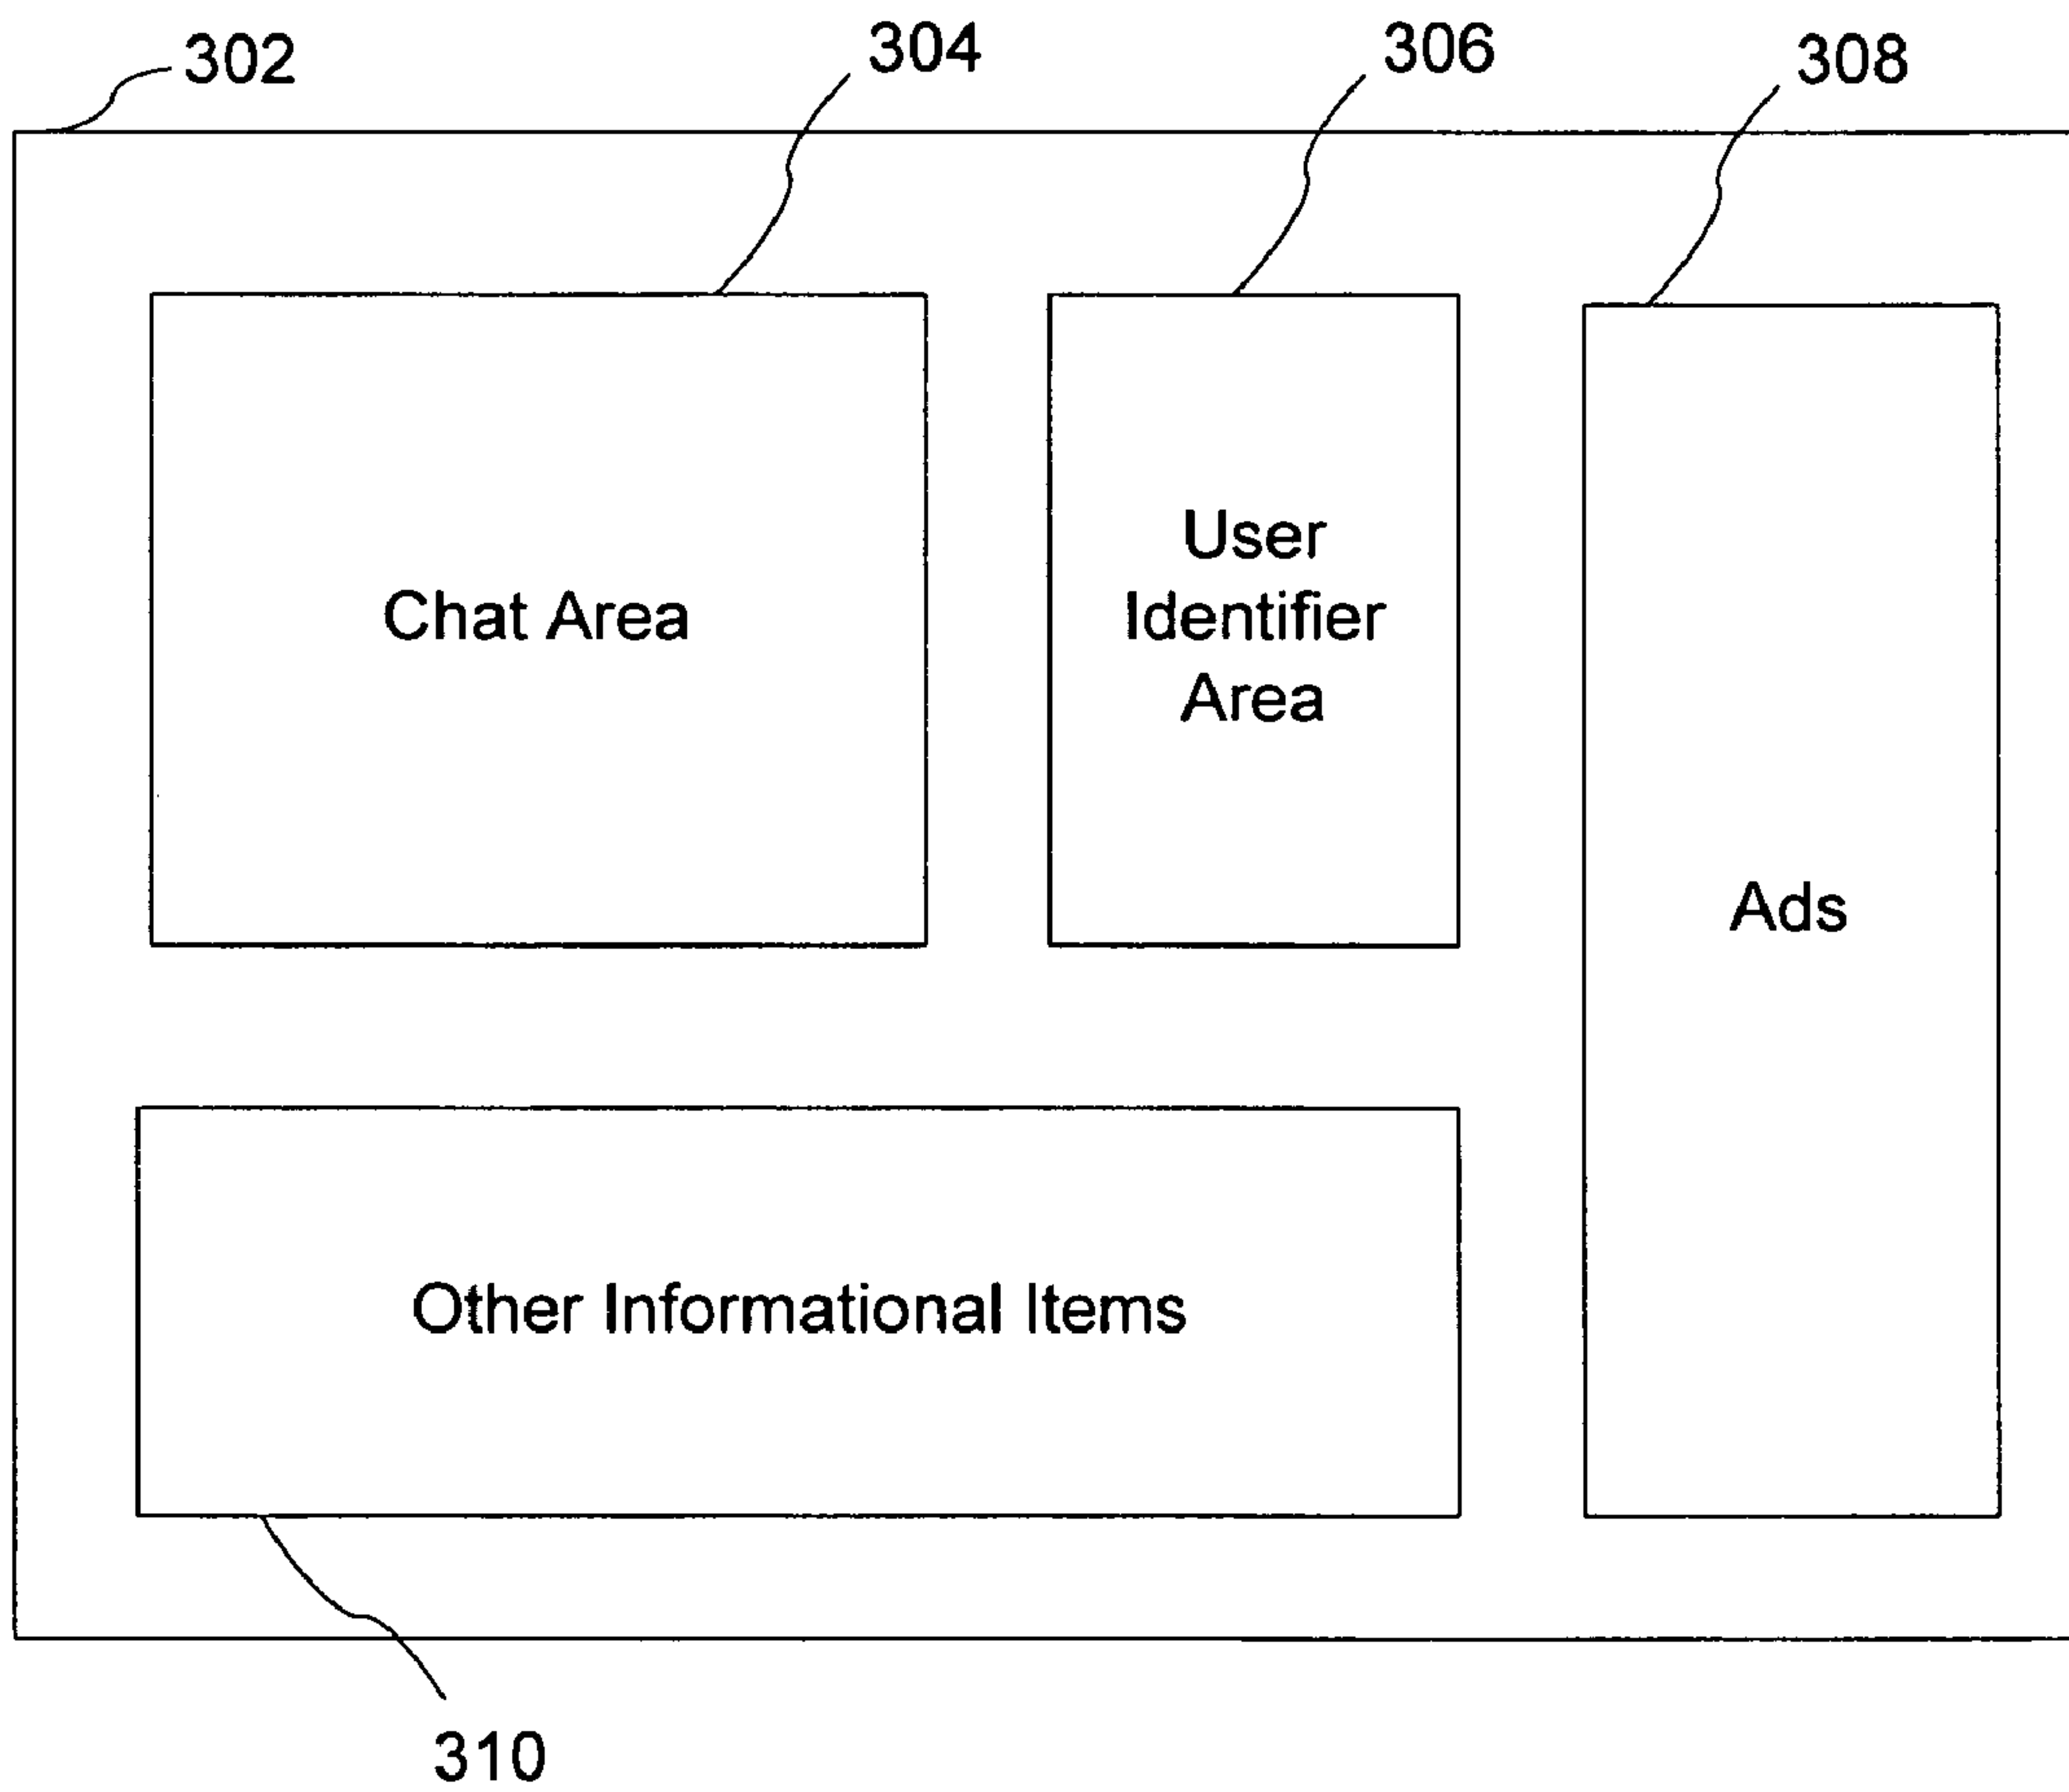 302
304
306
308
Chat Area
User
Identifier
Area
Ads
Other Informational Items
310